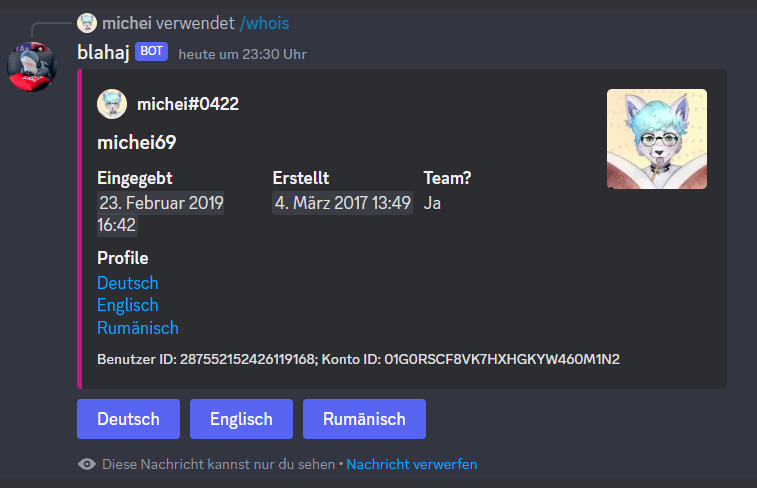 michei verwendet /whois
blahaj BOT heute um 23:30 Uhr
michei#0422
michei69
Eingegebt Erstellt Team?
23. Februar 2019 4. März 2017 13:49 Ja
16:42
Profile
Deutsch
Englisch
Rumänisch
Benutzer ID: 287552152426119168; Konto ID: 01G0RSCF8VK7HXHGKYW460M1N2
Deutsch Englisch Rumänisch
Diese Nachricht kannst nur du sehen • Nachricht verwerfen